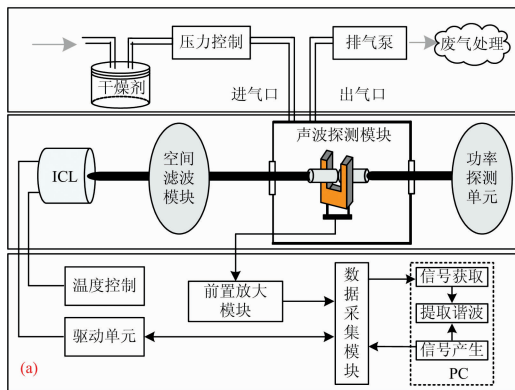 压力控制
排气泵
废气处理
干燥剂
进气口
出气口
声波探测模块
ICL
空间
滤波
模块
功率
探测
单元
温度控制
前置放大
模块
数据采集模块
信号获取
提取谐波
驱动单元
信号产生
(a)
PC